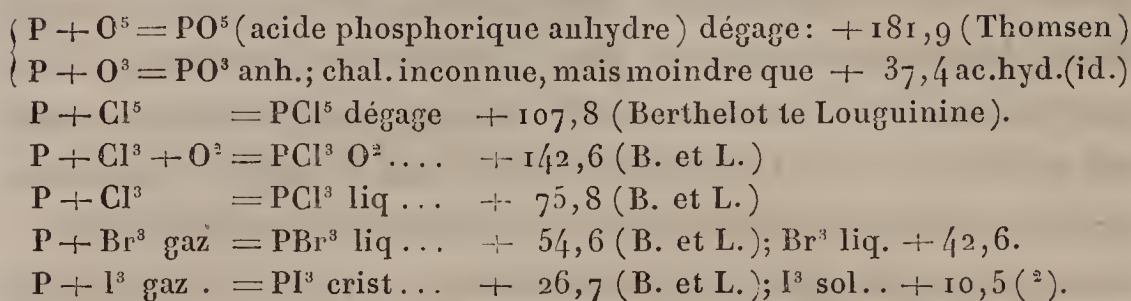 P + O⁵ = PO⁵ (acide phosphorique anhydre) dégage: + 181,9 (Thomsen)
P + O³ = PO³ anh.; chal. inconnue, mais moindre que + 37,4 ac. hyd. (id.)
P + Cl⁵ = PCl⁵ dégage + 107,8 (Berthelot te Louguinine).
P + Cl³ + O² = PCl³ O².... + 142,6 (B. et L.)
P + Cl³ = PCl³ liq ... + 75,8 (B. et L.)
P + Br³ gaz = PBr³ liq ... + 54,6 (B. et L.); Br³ liq. + 42,6.
P + I³ gaz . = PI³ crist ... + 26,7 (B. et L.); I³ sol.. + 10,5 (²).